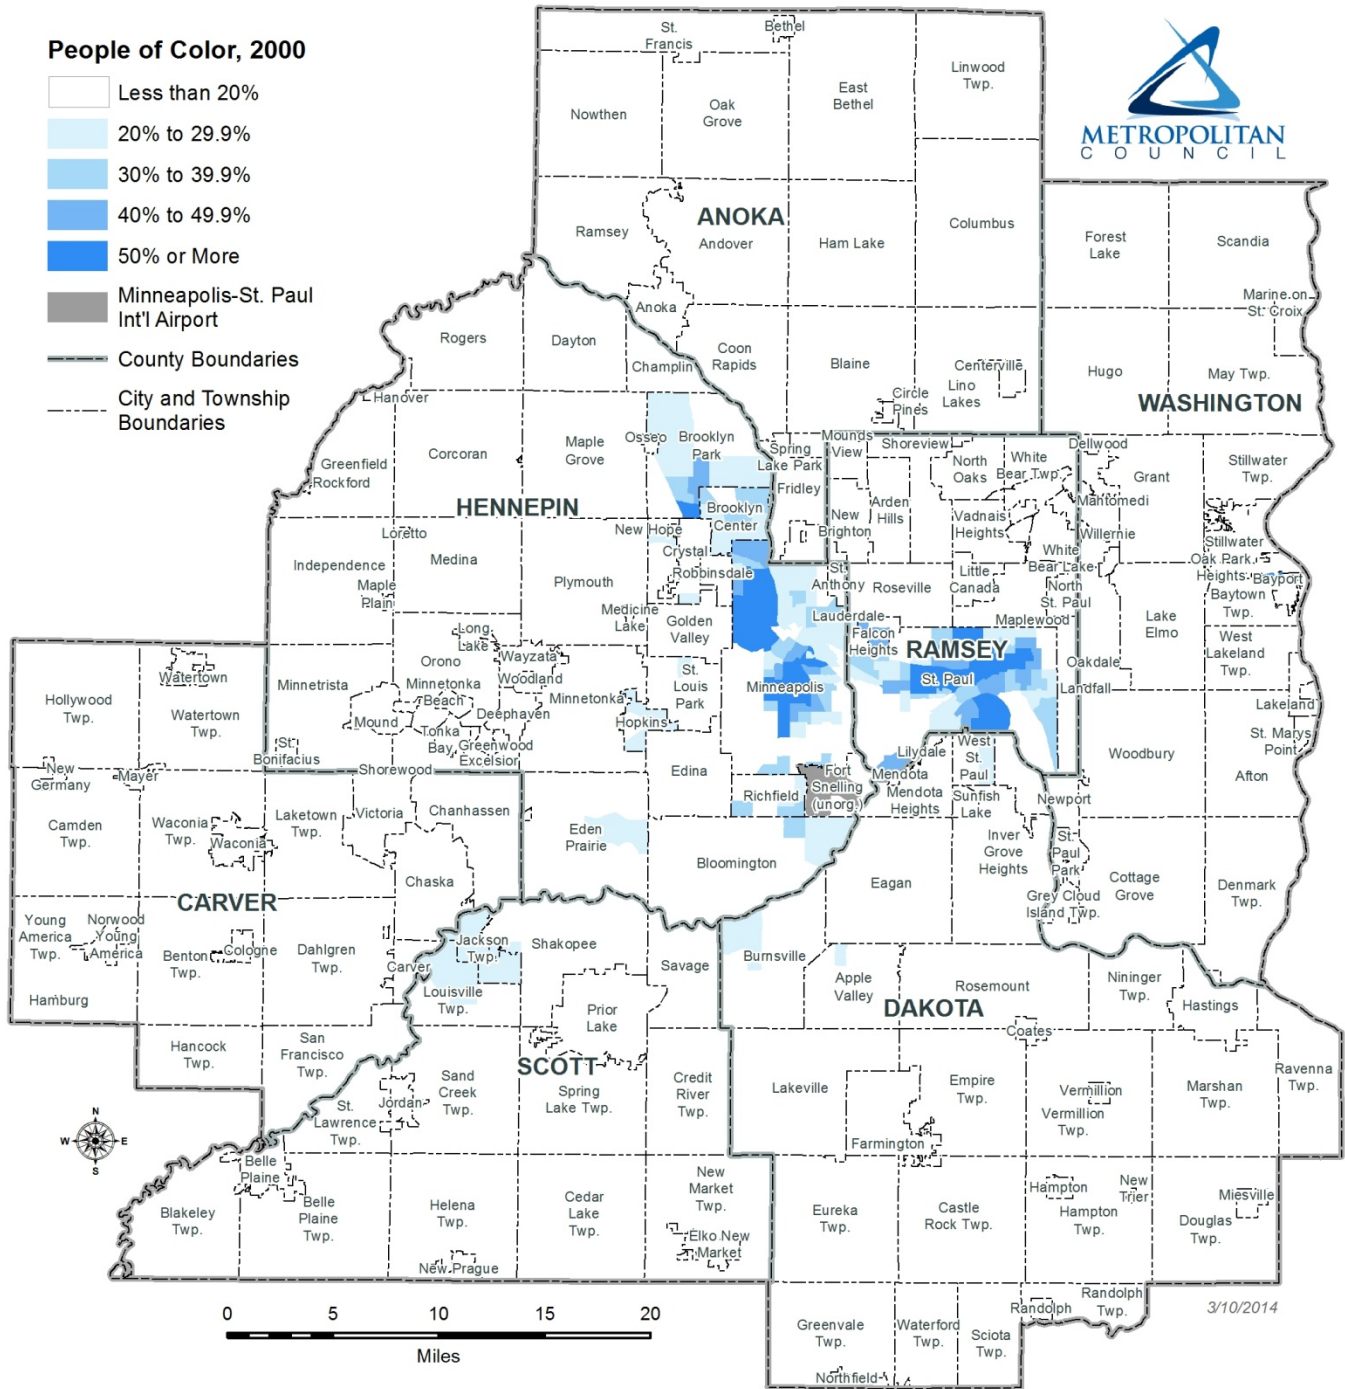 People of Color, 2000
Less than 20%
20% to 29.9%
30% to 39.9%
40% to 49.9%
50% or More
Minneapolis-St. Paul
Int'l Airport
County Boundaries
City and Township
Boundaries
METROPOLITAN
COUNCIL
St.
Francis
Bethel
Linwood
Twp.
Nowthen
Oak
Grove
East
Bethel
ANOKA
Ramsey
Andover
Ham Lake
Columbus
Forest
Lake
Scandia
Anoka
Marine on
St. Croix
Rogers
Dayton
Champlin
Coon
Rapids
Blaine
Centerville
Lino
Lakes
Circle
Pines
Hugo
May Twp.
WASHINGTON
Hanover
Corcoran
Maple
Grove
Osseo
Brooklyn
Park
Spring
Lake Park
Mounds
View
Shoreview
North
Oaks
White
Bear Twp.
Dellwood
Grant
Stillwater
Twp.
Greenfield
Rockford
HENNEPIN
Fridley
Brooklyn
Center
New
Brighton
Arden
Hills
Vadnais
Heights
Mahtomedi
Willernie
White
Bear Lake
Stillwater
Oak Park
Heights
Bayport
Baytown
Twp.
Loretto
Medina
Independence
Maple
Plain
New Hope
Crystal
Robbinsdale
Plymouth
Medicine
Lake
Golden
Valley
St.
Anthony
Roseville
Little
Canada
North
St. Paul
Lauderdale
Falcon
Heights
Maplewood
RAMSEY
St. Paul
Lake
Elmo
West
Lakeland
Twp.
Oakdale
Landfall
Lakeland
St. Marys
Point
Long
Lake
Orono
Wayzata
Woodland
Minnetonka
Beach
Minnetrista
Mound
Deephaven
Tonka
Bay
Greenwood
Excelsior
Minnetonka
Hopkins
St.
Louis
Park
Minneapolis
Hollywood
Twp.
Watertown
Watertown
Twp.
St.
Bonifacius
Shorewood
Edina
Richfield
Fort
Snelling
(unorg.)
Lilydale
Mendota
Mendota
Heights
West
St.
Paul
Sunfish
Lake
Newport
Woodbury
Afton
New
Germany
Mayer
Camden
Twp.
Waconia
Twp.
Waconia
Laketown
Twp.
Victoria
Chanhassen
Eden
Prairie
Bloomington
Eagan
Inver
Grove
Heights
St.
Paul
Park
Grey Cloud
Island Twp.
Cottage
Grove
Denmark
Twp.
CARVER
Chaska
Young
America
Twp.
Norwood
Young
America
Benton
Twp.
Cologne
Dahlgren
Twp.
Carver
Jackson
Twp.
Shakopee
Louisville
Twp.
Savage
Burnsville
Apple
Valley
Rosemount
Nininger
Twp.
Hastings
DAKOTA
Hamburg
Prior
Lake
Coates
Hancock
Twp.
San
Francisco
Twp.
SCOTT
Sand
Creek
Twp.
Spring
Lake Twp.
Credit
River
Twp.
Lakeville
Empire
Twp.
Vermillion
Vermillion
Twp.
Marshan
Twp.
Ravenna
Twp.
St.
Lawrence
Twp.
Jordan
Farmington
N
W
E
S
Belle
Plaine
Blakeley
Twp.
Belle
Plaine
Twp.
Helena
Twp.
Cedar
Lake
Twp.
New
Market
Twp.
Elko New
Market
New Prague
Eureka
Twp.
Castle
Rock Twp.
Hampton
Hampton
Twp.
New
Trier
Miesville
Douglas
Twp.
Greenvale
Twp.
Waterford
Twp.
Sciota
Twp.
Randolph
Randolph
Twp.
Northfield
0 5 10 15 20
Miles
3/10/2014